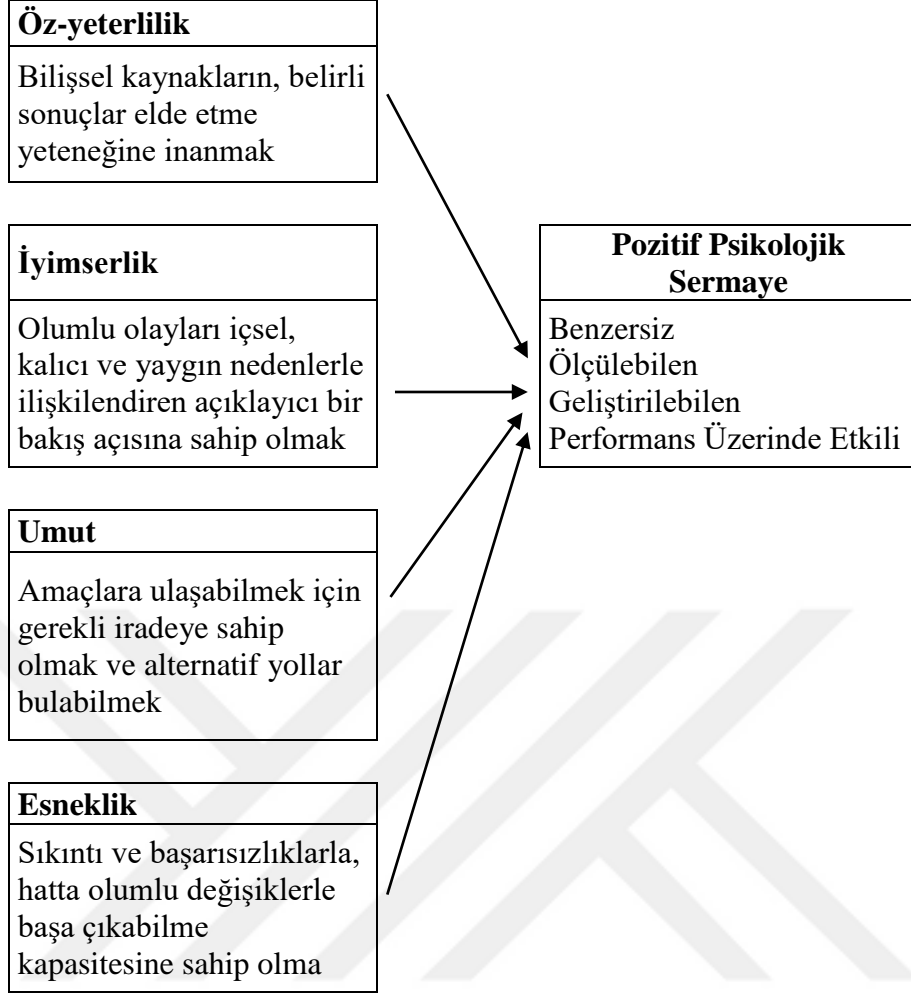 Öz-yeterlilik
Bilişsel kaynakların, belirli
sonuçlar elde etme
yeteneğine inanmak
İyimserlik
Olumlu olayları içsel,
kalıcı ve yaygın nedenlerle
ilişkilendiren açıklayıcı bir
bakış açısına sahip olmak
Umut
Amaçlara ulaşabilmek için
gerekli iradeye sahip
olmak ve alternatif yollar
bulabilmek
Esneklik
Sıkıntı ve başarısızlıklarla,
hatta olumlu değişiklerle
başa çıkabilme
kapasitesine sahip olma
Pozitif Psikolojik
Sermaye
Benzersiz
Ölçülebilen
Geliştirilebilen
Performans Üzerinde Etkili